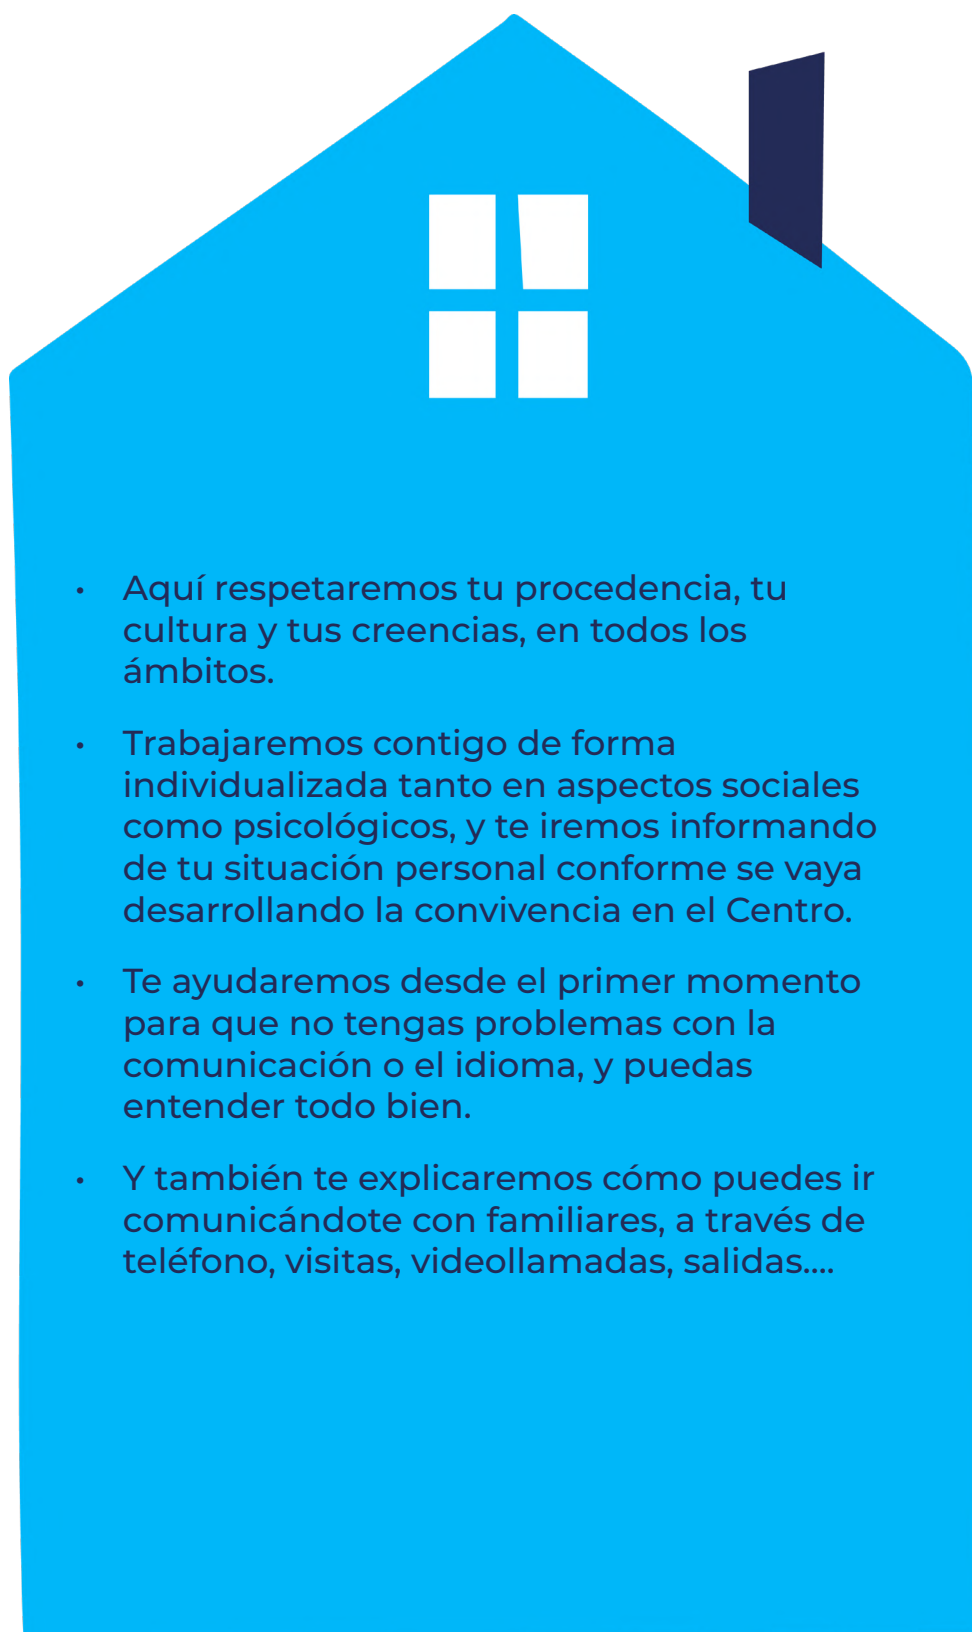 • Aquí respetaremos tu procedencia, tu
cultura y tus creencias, en todos los
ámbitos.
• Trabajaremos contigo de forma
individualizada tanto en aspectos sociales
como psicológicos, y te iremos informando
de tu situación personal conforme se vaya
desarrollando la convivencia en el Centro.
• Te ayudaremos desde el primer momento
para que no tengas problemas con la
comunicación o el idioma, y puedas
entender todo bien.
• Y también te explicaremos cómo puedes ir
comunicándote con familiares, a través de
teléfono, visitas, videollamadas, salidas....